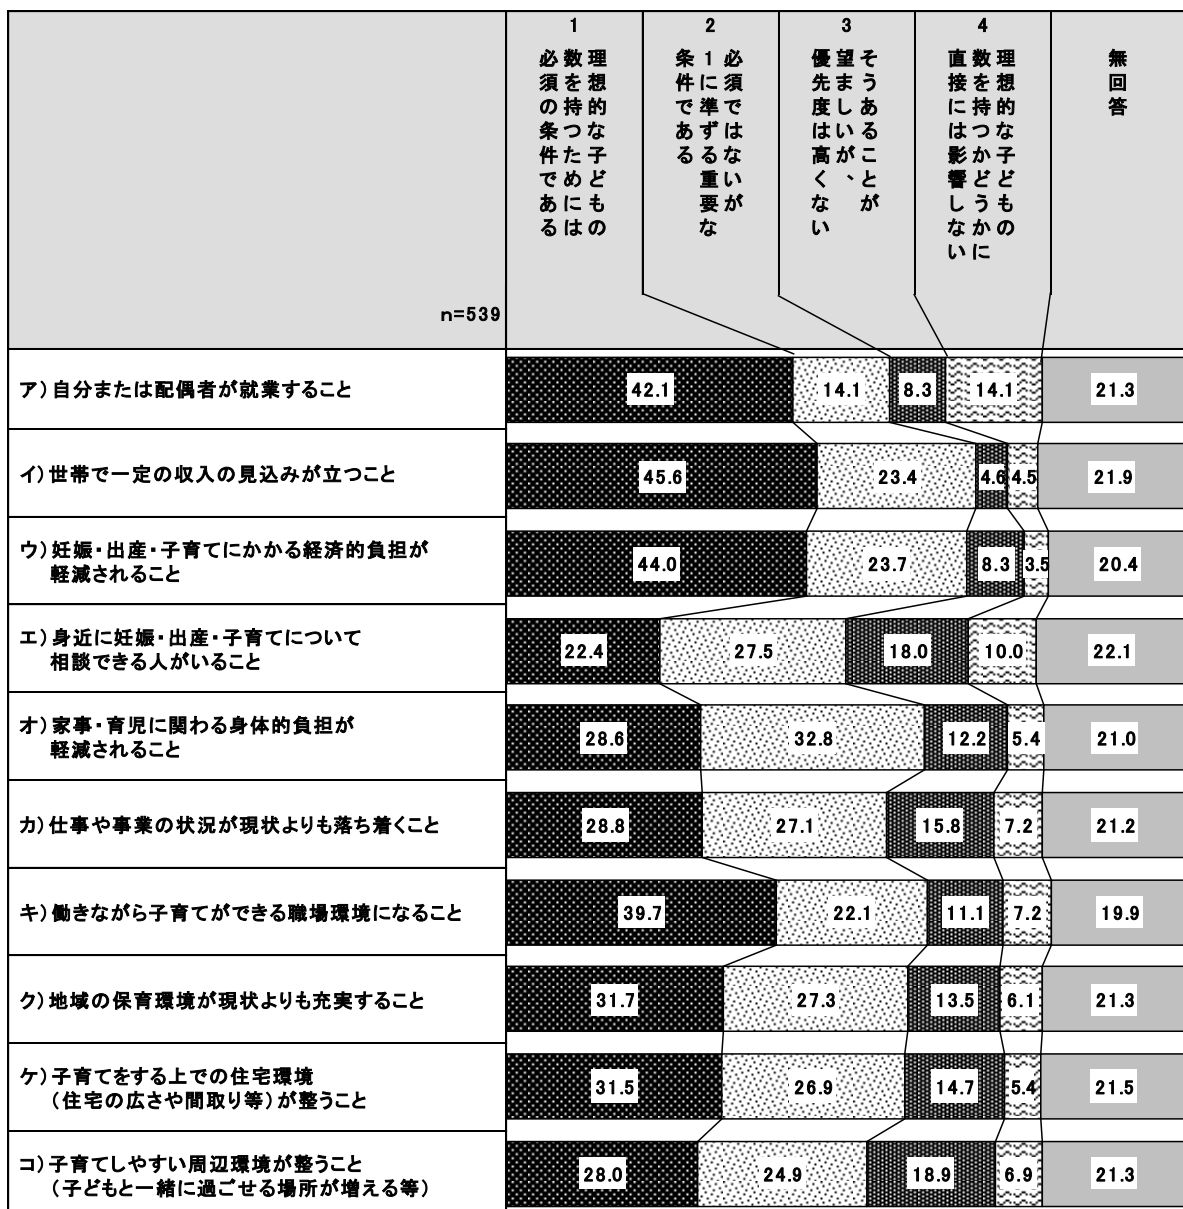 1
理想的な子どもの
数を持つためには
必須の条件である
2
必須ではないが
1に準ずる重要な
条件である
3
そうあることが
望ましいが、
優先度は高くない
4
理想的な子どもの
数を持つかどうかに
直接には影響しない
無回答
n=539
ア)自分または配偶者が就業すること
42.1 14.1 8.3 14.1 21.3
イ)世帯で一定の収入の見込みが立つこと
45.6 23.4 4.6 4.5 21.9
ウ)妊娠・出産・子育てにかかる経済的負担が
軽減されること
44.0 23.7 8.3 3.5 20.4
エ)身近に妊娠・出産・子育てについて
相談できる人がいること
22.4 27.5 18.0 10.0 22.1
オ)家事・育児に関わる身体的負担が
軽減されること
28.6 32.8 12.2 5.4 21.0
カ)仕事や事業の状況が現状よりも落ち着くこと
28.8 27.1 15.8 7.2 21.2
キ)働きながら子育てができる職場環境になること
39.7 22.1 11.1 7.2 19.9
ク)地域の保育環境が現状よりも充実すること
31.7 27.3 13.5 6.1 21.3
ケ)子育てをする上での住宅環境
(住宅の広さや間取り等)が整うこと
31.5 26.9 14.7 5.4 21.5
コ)子育てしやすい周辺環境が整うこと
(子どもと一緒に過ごせる場所が増える等)
28.0 24.9 18.9 6.9 21.3